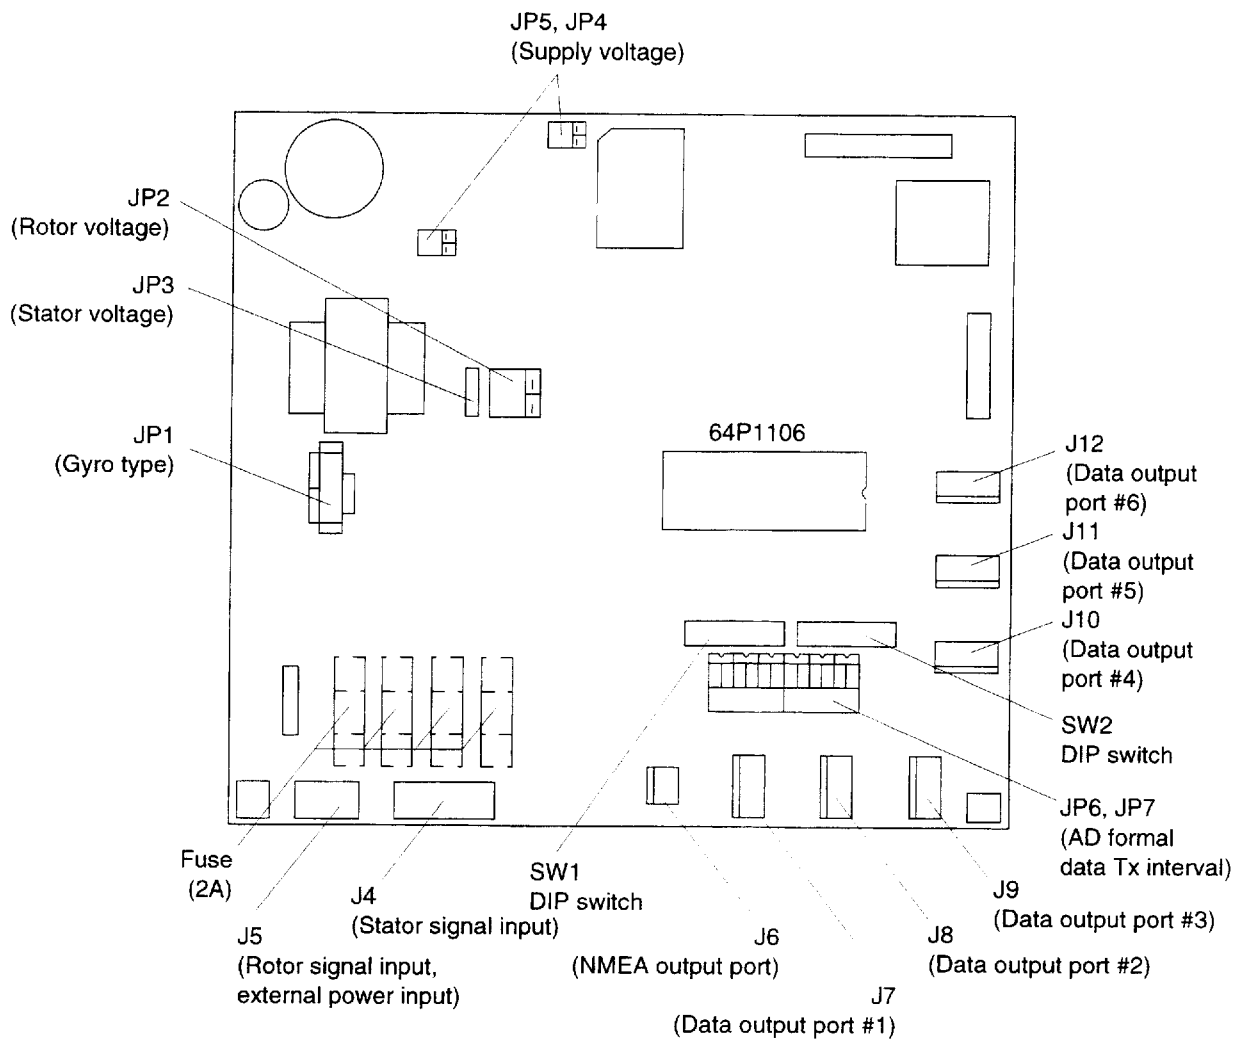 JP5, JP4
(Supply voltage)
JP2
(Rotor voltage)
JP3
(Stator voltage)
JP1
(Gyro type)
64P1106
J12
(Data output
port #6)
J11
(Data output
port #5)
J10
(Data output
port #4)
SW2
DIP switch
JP6, JP7
(AD formal
data Tx interval)
Fuse
(2A)
SW1
DIP switch
J4
(Stator signal input)
J5
(Rotor signal input,
external power input)
J6
(NMEA output port)
J9
(Data output port #3)
J8
(Data output port #2)
J7
(Data output port #1)